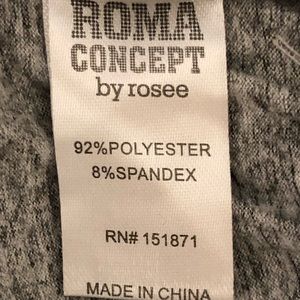 ROMA
CONCEPT
by rosee
92%POLYESTER
8%SPANDEX
RN# 151871
MADE IN CHINA